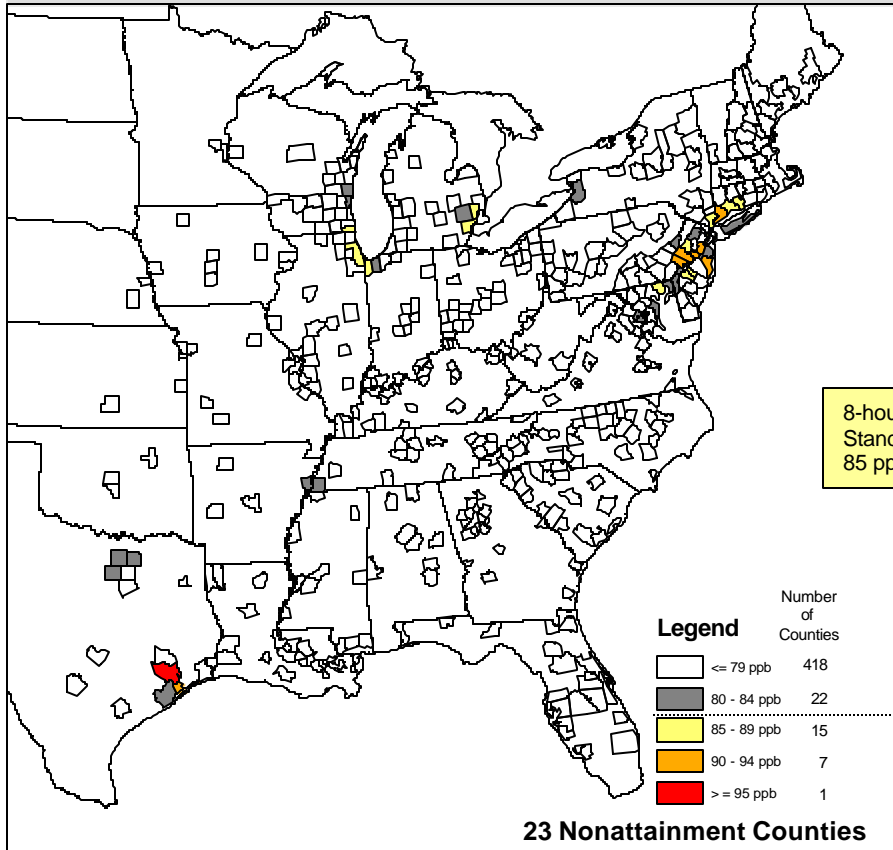 8-hou
Stand
85 pp
Number
of
Counties
Legend
<= 79 ppb 418
80 - 84 ppb 22
85 - 89 ppb 15
90 - 94 ppb 7
> = 95 ppb 1
23 Nonattainment Counties